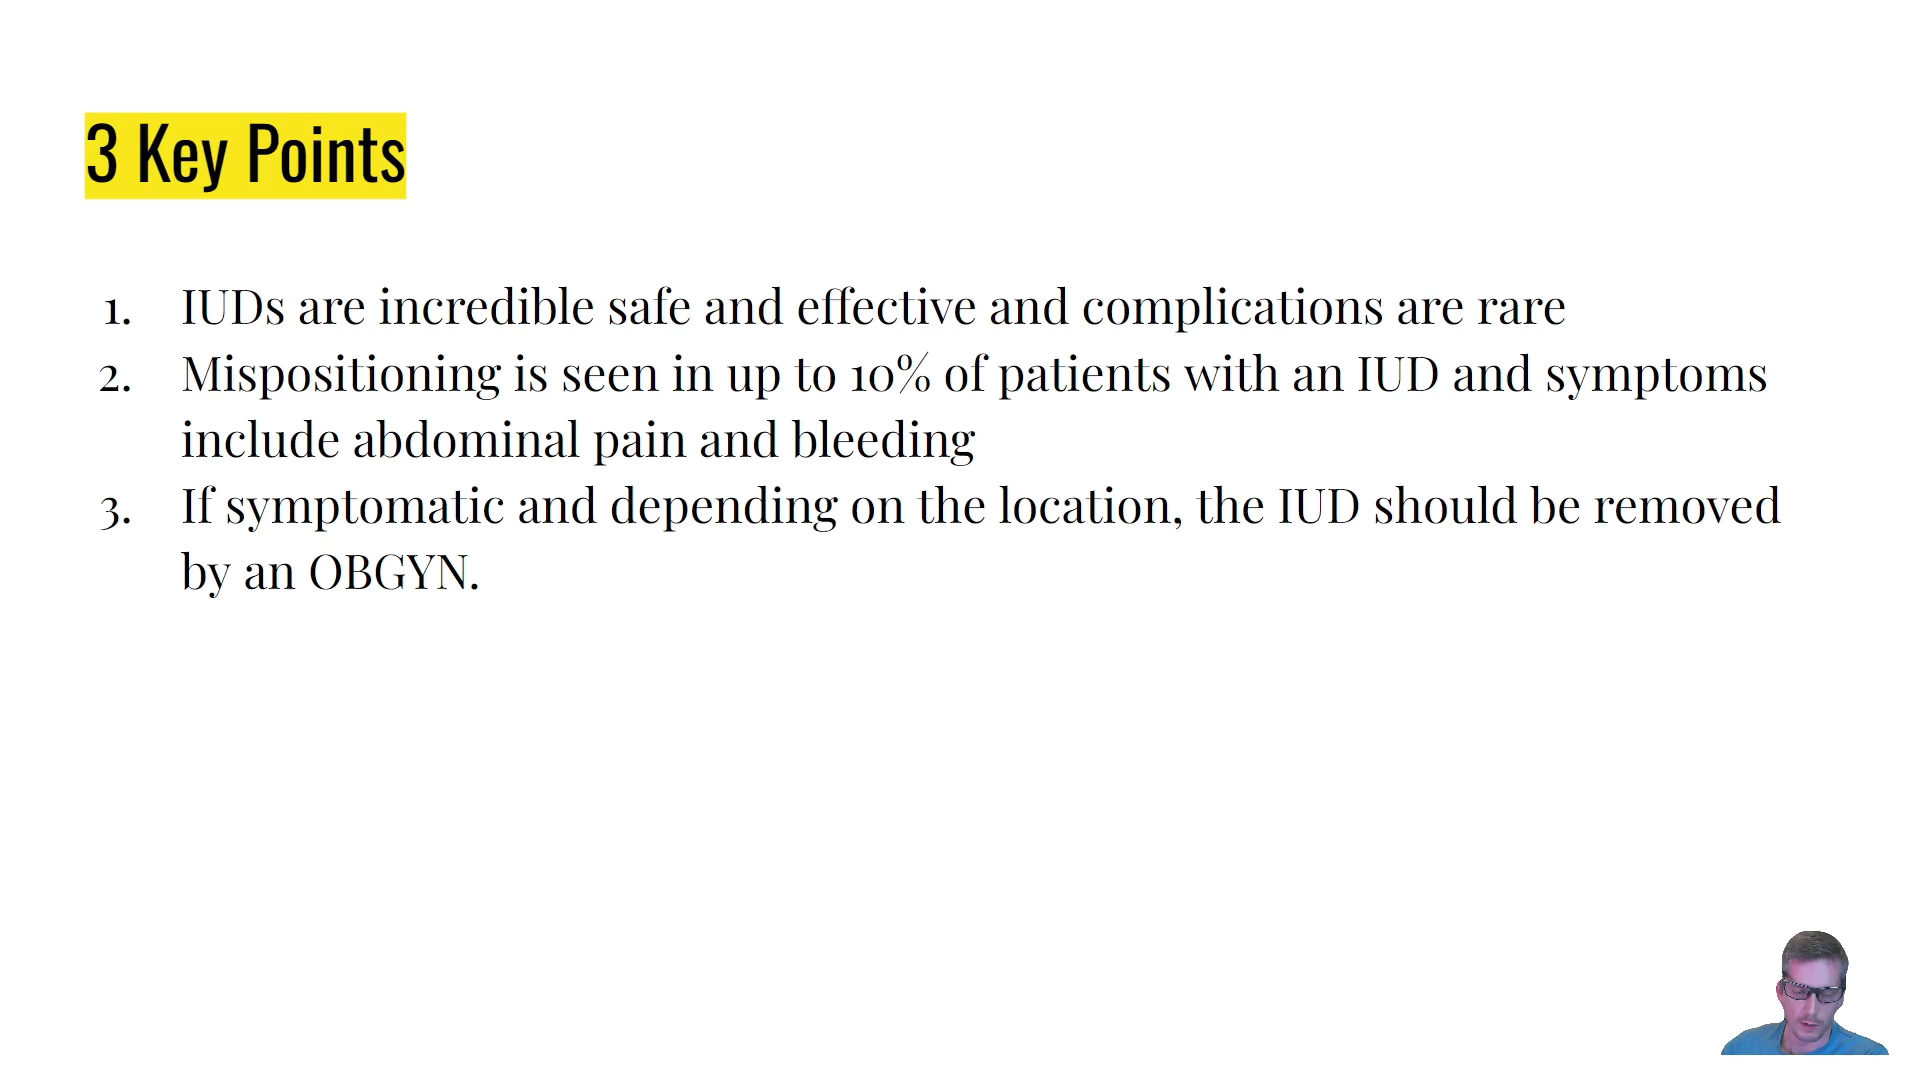 3 Key Points
1. IUDs are incredible safe and effective and complications are rare
2. Mispositioning is seen in up to 10% of patients with an IUD and symptoms
include abdominal pain and bleeding
3. If symptomatic and depending on the location, the IUD should be removed
by an OBGYN.